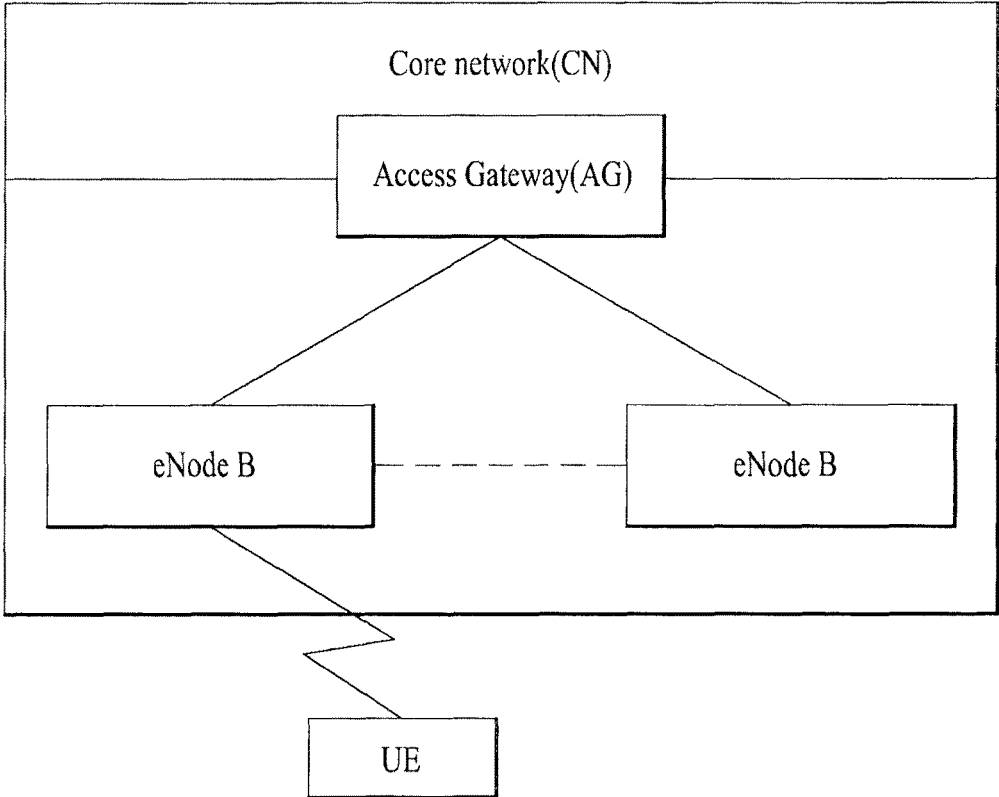 Core network(CN)
Access Gateway(AG)
eNode B
eNode B
UE